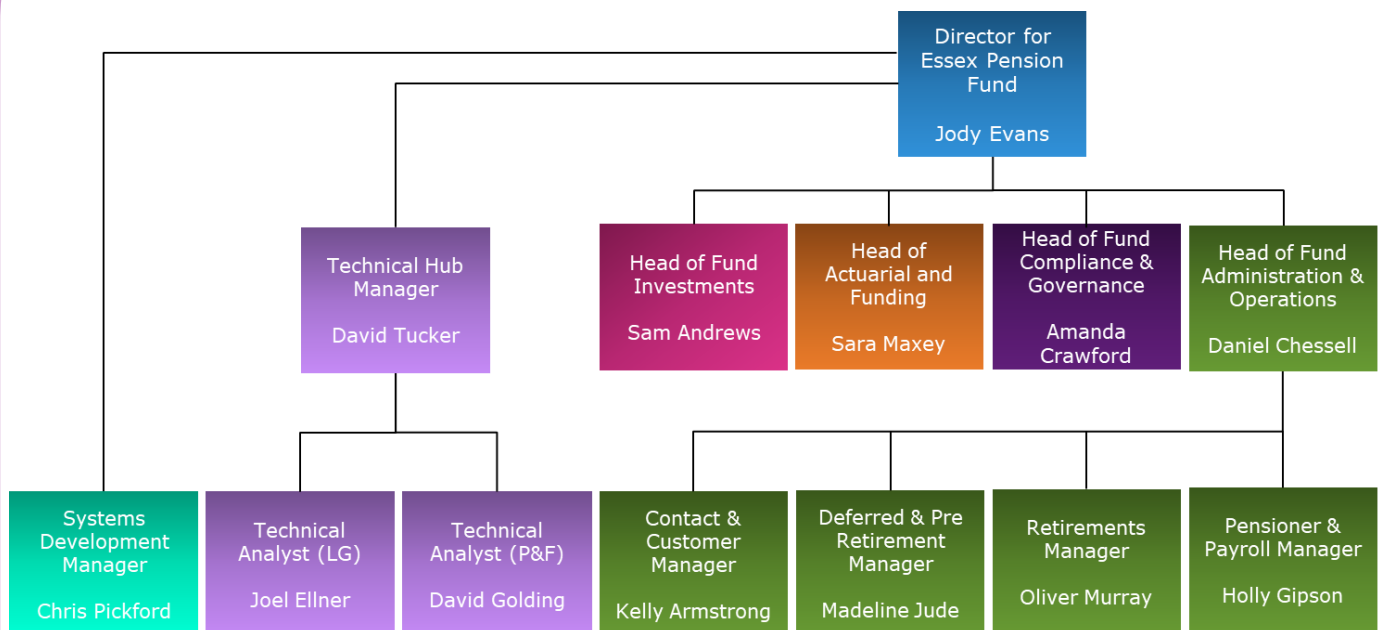 Director for
Essex Pension
Fund
Jody Evans
Technical Hub
Manager
David Tucker
Head of Fund
Investments
Sam Andrews
Head of
Actuarial and
Funding
Sara Maxey
Head of Fund
Compliance &
Governance
Amanda
Crawford
Head of Fund
Administration &
Operations
Daniel Chessell
Systems
Development
Manager
Chris Pickford
Technical
Analyst (LG)
Joel Ellner
Technical
Analyst (P&F)
David Golding
Contact &
Customer
Manager
Kelly Armstrong
Deferred & Pre
Retirement
Manager
Madeline Jude
Retirements
Manager
Oliver Murray
Pensioner &
Payroll Manager
Holly Gipson